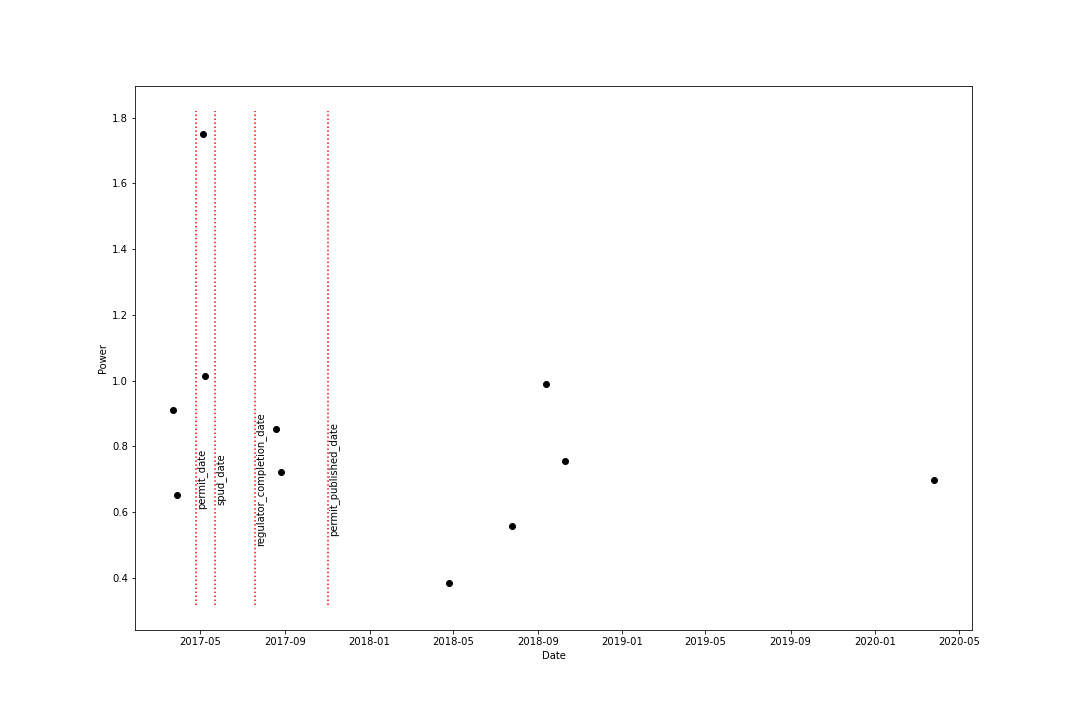 1.8
1.6
1.4
1.2
1.0
0.8
0.6
0.4
Power
permit_date
spud_date
regulator_completion_date
permit_published_date
2017-05 2017-09 2018-01 2018-05 2018-09 2019-01 2019-05 2019-09 2020-01 2020-05
Date